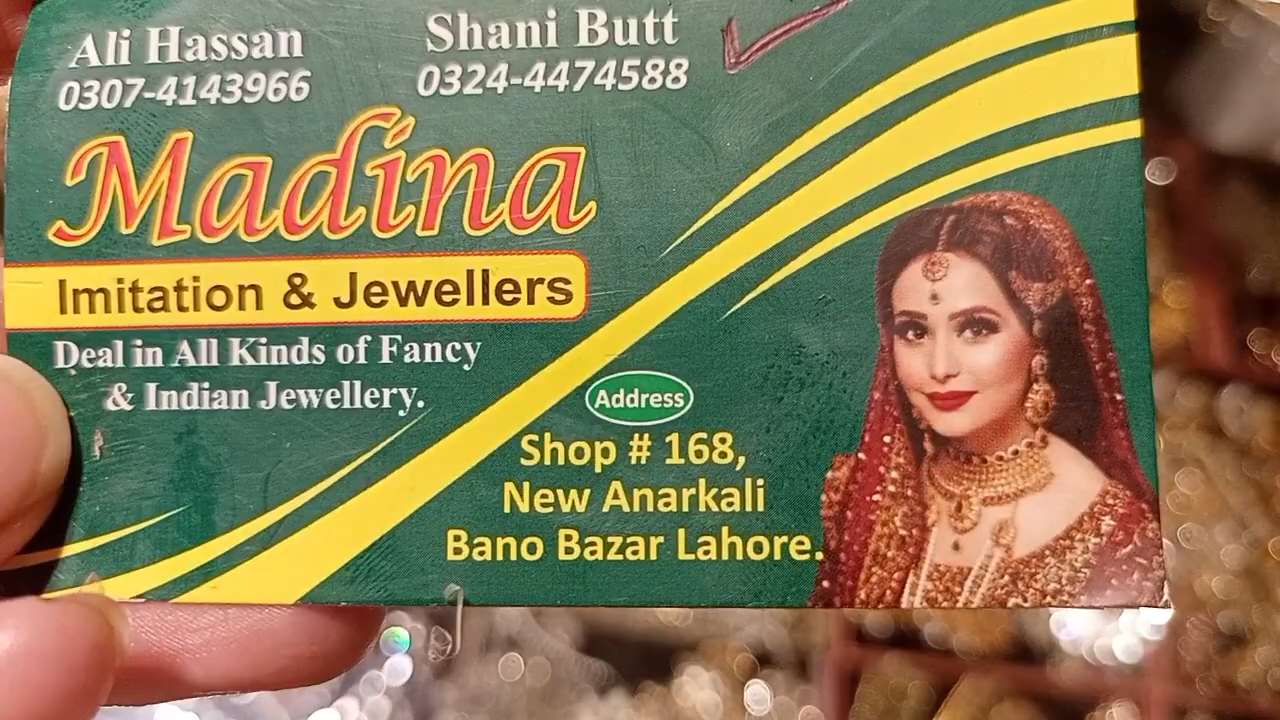 Ali Hassan
0307-4143966
Shani Butt
0324-4474588
Madina
Imitation & Jewellers
Deal in All Kinds of Fancy
& Indian Jewellery.
Address
Shop # 168,
New Anarkali
Bano Bazar Lahore.